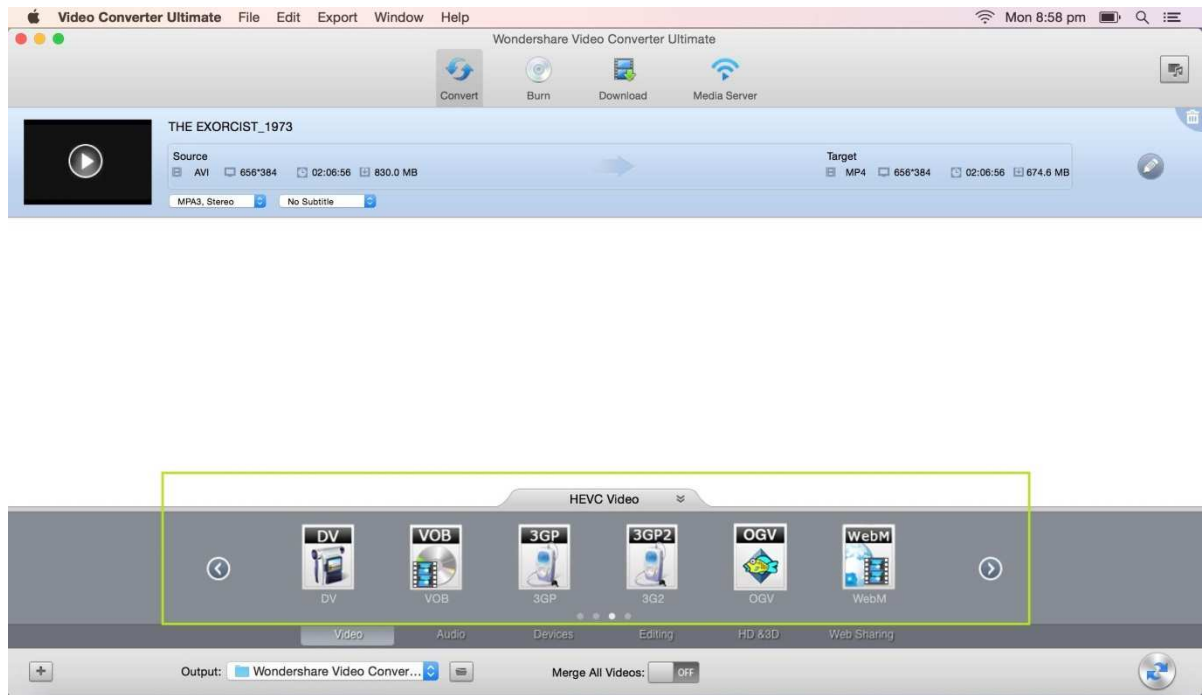 Video Converter Ultimate File Edit Export Window Help Mon 8:58 pm
Wondershare Video Converter Ultimate
Convert Burn Download Media Server
THE EXORCIST_1973
Source Target
AVI 656*384 02:06:56 830.0 MB MP4 656*384 02:06:56 674.6 MB
MPA3, Stereo No Subtitle
HEVC Video
DV VOB 3GP 3GP2 OGV WebM
DV VOB 3GP 3G2 OGV WebM
Video Audio Devices Editing HD &3D Web Sharing
Output: Wondershare Video Conver... Merge All Videos: OFF